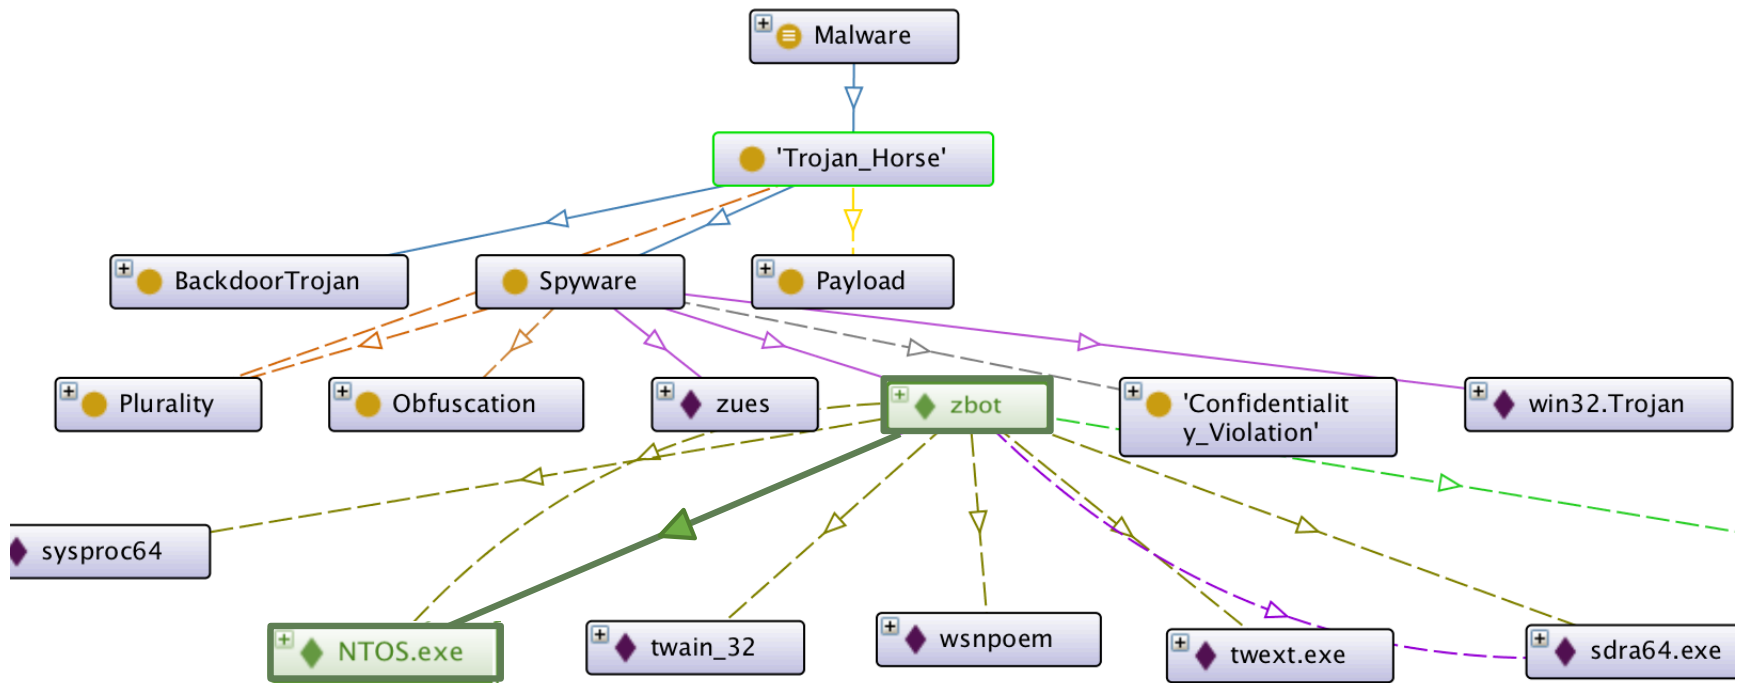 Malware
'Trojan_Horse'
BackdoorTrojan
Spyware
Payload
Plurality
Obfuscation
zues
zbot
'Confidentialit
y_Violation'
win32.Trojan
sysproc64
NTOS.exe
twain_32
wsnpoem
twext.exe
sdra64.exe